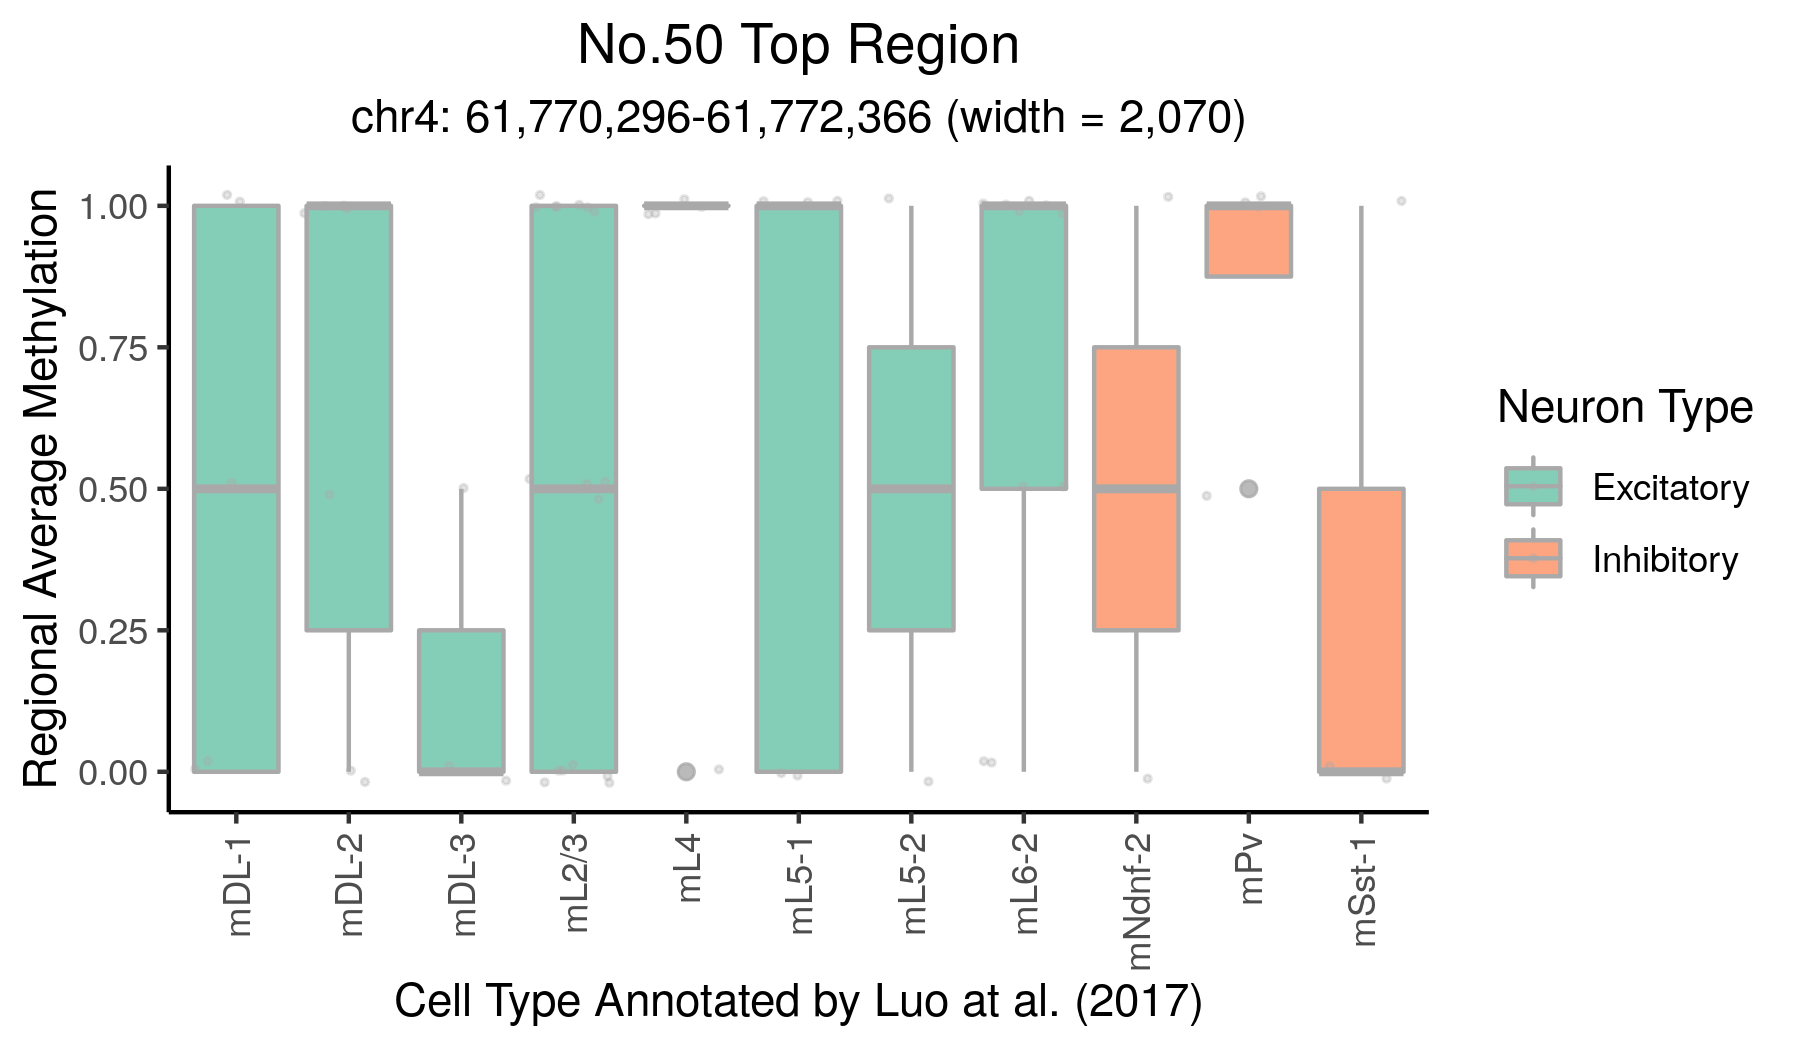 No.50 Top Region
chr4: 61,770,296-61,772,366 (width = 2,070)
Regional Average Methylation
1.00
0.75
0.50
0.25
0.00
mDL-1
mDL-2
mDL-3
mL2/3
mL4
mL5-1
mL5-2
mL6-2
mNdnf-2
mPv
mSst-1
Cell Type Annotated by Luo at al. (2017)
Neuron Type
Excitatory
Inhibitory